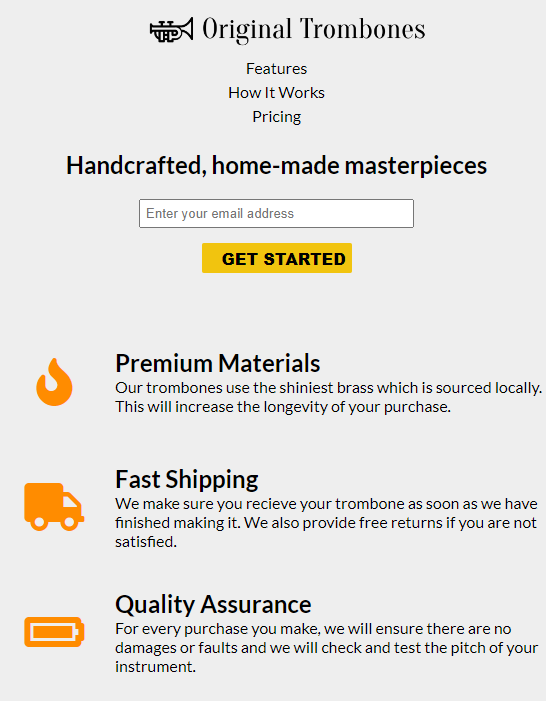 Original Trombones
Features
How It Works
Pricing
Handcrafted, home-made masterpieces
Enter your email address
GET STARTED
Premium Materials
Our trombones use the shiniest brass which is sourced locally.
This will increase the longevity of your purchase.
Fast Shipping
We make sure you recieve your trombone as soon as we have
finished making it. We also provide free returns if you are not
satisfied.
Quality Assurance
For every purchase you make, we will ensure there are no
damages or faults and we will check and test the pitch of your
instrument.